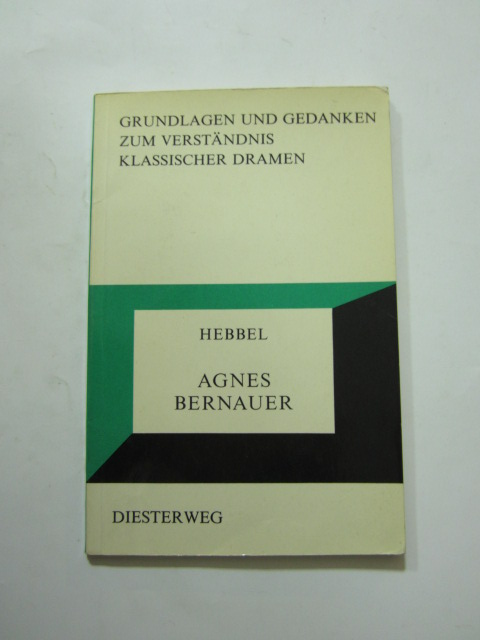 GRUNDLAGEN UND GEDANKEN
ZUM VERSTÄNDNIS
KLASSISCHER DRAMEN
HEBBEL
AGNES
BERNAUER
DIESTERWEG